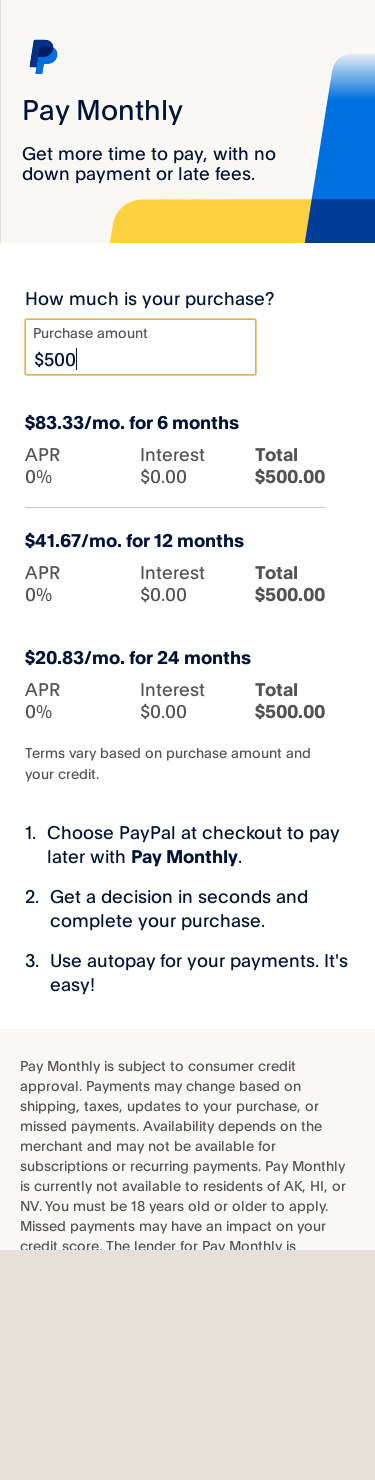 Pay Monthly
Get more time to pay, with no
down payment or late fees.
How much is your purchase?
Purchase amount
$500
$83.33/mo. for 6 months
APR Interest Total
0% $0.00 $500.00
$41.67/mo. for 12 months
APR Interest Total
0% $0.00 $500.00
$20.83/mo. for 24 months
APR Interest Total
0% $0.00 $500.00
Terms vary based on purchase amount and
your credit.
1. Choose PayPal at checkout to pay
later with Pay Monthly.
2. Get a decision in seconds and
complete your purchase.
3. Use autopay for your payments. It's
easy!
Pay Monthly is subject to consumer credit
approval. Payments may change based on
shipping, taxes, updates to your purchase, or
missed payments. Availability depends on the
merchant and may not be available for
subscriptions or recurring payments. Pay Monthly
is currently not available to residents of AK, HI, or
NV. You must be 18 years old or older to apply.
Missed payments may have an impact on your
credit score. The lender for Pay Monthly is